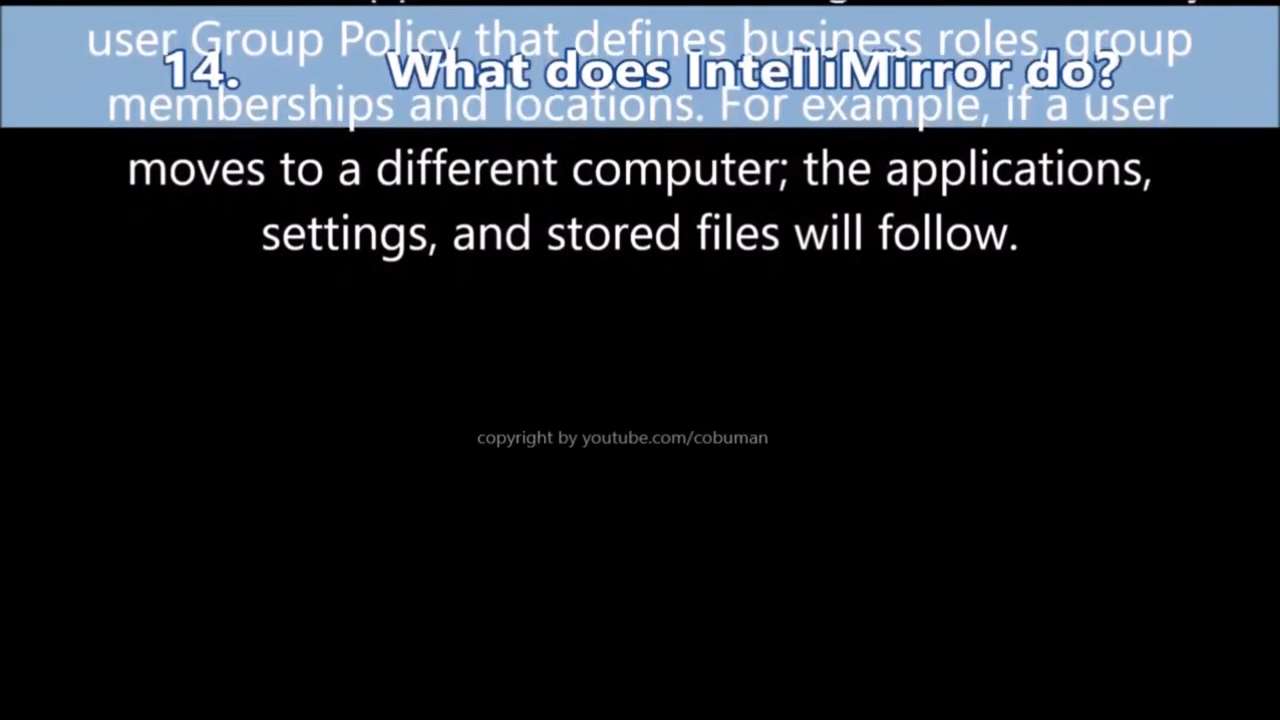 14. What does IntelliMirror do?
user Group Policy that defines business roles, group
memberships and locations. For example, if a user
moves to a different computer; the applications,
settings, and stored files will follow.
copyright by youtube.com/cobuman